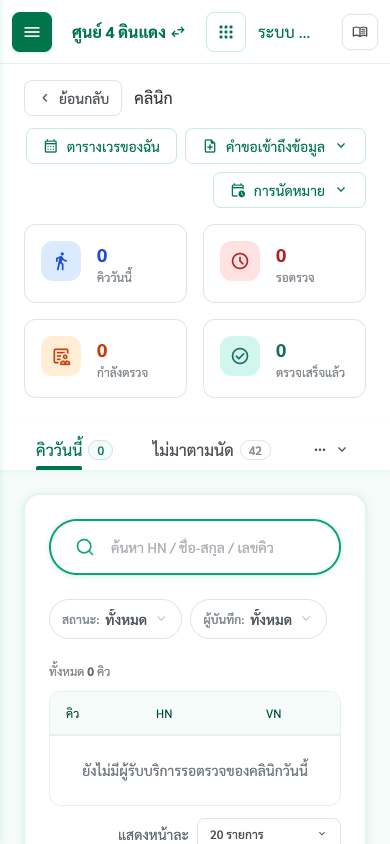 ศูนย์ 4 ดินแดง ระบบ ...
ย้อนกลับ คลินิก
ตารางเวรของฉัน คำขอเข้าถึงข้อมูล
การนัดหมาย
0 0
คิววันนี้ รอตรวจ
0 0
กำลังตรวจ ตรวจเสร็จแล้ว
คิววันนี้ 0 ไม่มาตามนัด 42 ...
ค้นหา HN / ชื่อ-สกุล / เลขคิว
สถานะ: ทั้งหมด ผู้บันทึก: ทั้งหมด
ทั้งหมด 0 คิว
คิว HN VN
ยังไม่มีผู้รับบริการรอตรวจของคลินิกวันนี้
แสดงหน้าละ 20 รายการ